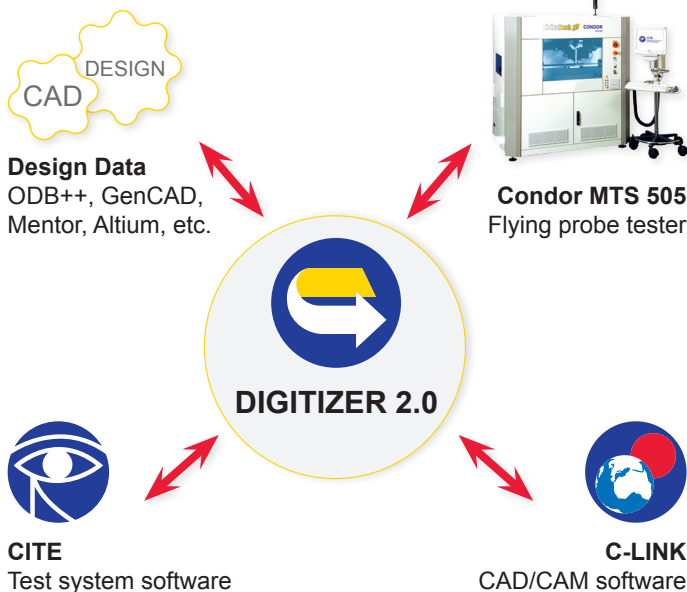 DESIGN
CAD
CONDOR
Design Data
ODB++, GenCAD,
Mentor, Altium, etc.
Condor MTS 505
Flying probe tester
DIGITIZER 2.0
CITE
Test system software
C-LINK
CAD/CAM software